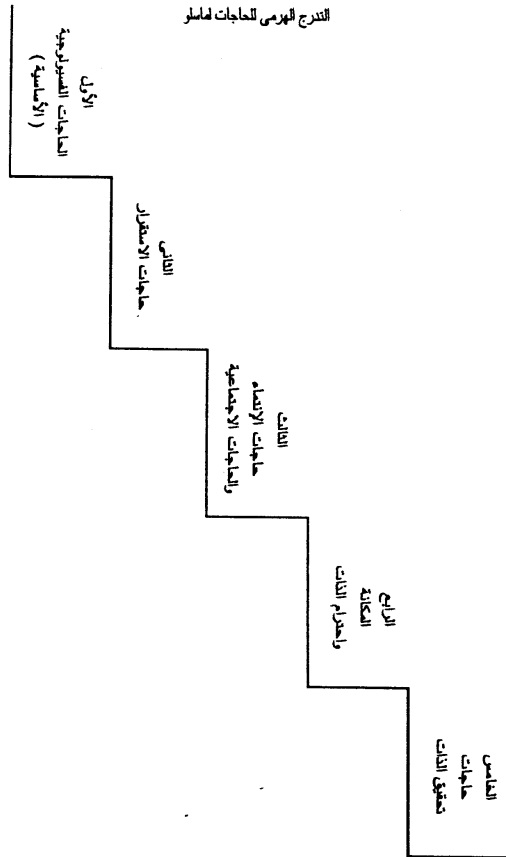 التدرج الهرمى للحاجات لماسلو
الأول
الحاجات الفسيولوجية
( الأساسية )
الثانى
حاجات الاستقرار
الثالث
حاجات الانتماء
والحاجات الاجتماعية
الرابع
المكانة
واحترام الذات
الخامس
حاجات
تحقيق الذات